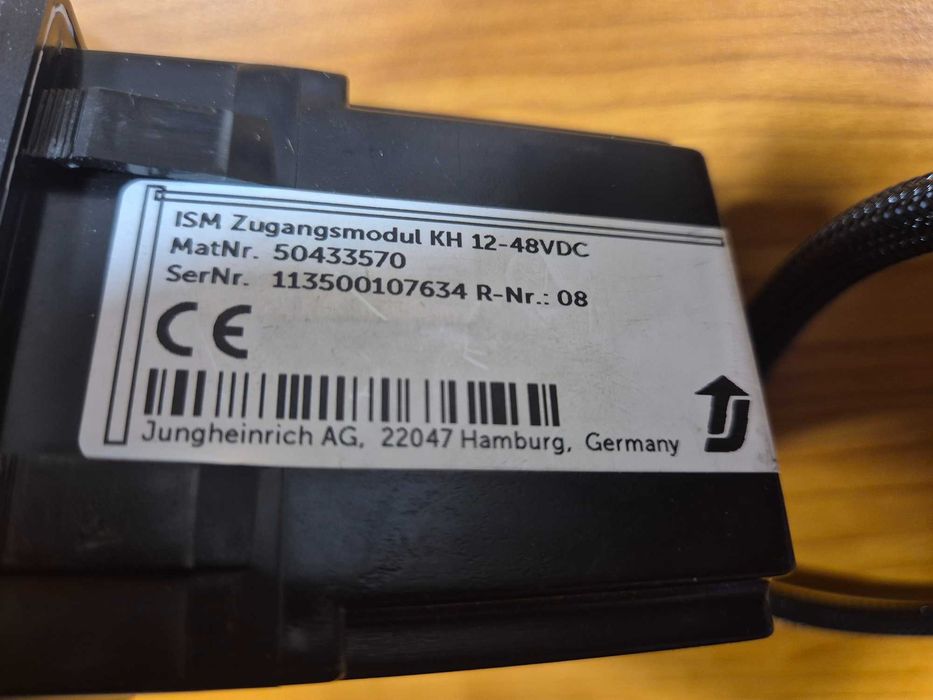 ISM Zugangsmodul KH 12-48VDC
MatNr. 50433570
SerNr. 113500107634 R-Nr.: 08
CE
Jungheinrich AG, 22047 Hamburg, Germany